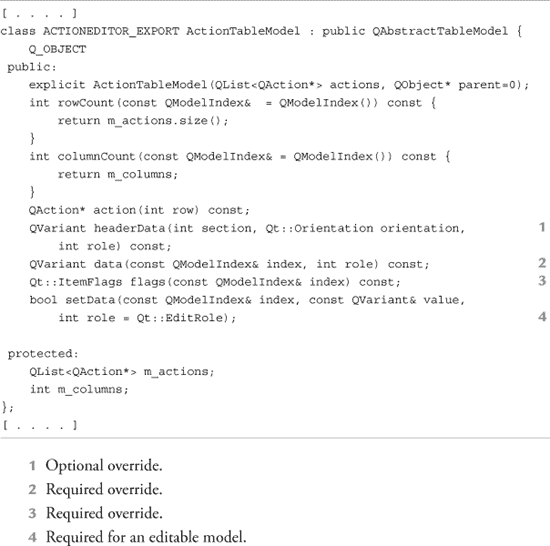 [ . . . . ]
class ACTIONEDITOR_EXPORT ActionTableModel : public QAbstractTableModel {
    Q_OBJECT
 public:
    explicit ActionTableModel(QList<QAction*> actions, QObject* parent=0);
    int rowCount(const QModelIndex&  = QModelIndex()) const {
        return m_actions.size();
    }
    int columnCount(const QModelIndex& = QModelIndex()) const {
        return m_columns;
    }
    QAction* action(int row) const;
    QVariant headerData(int section, Qt::Orientation orientation, 1
        int role) const;
    QVariant data(const QModelIndex& index, int role) const; 2
    Qt::ItemFlags flags(const QModelIndex& index) const; 3
    bool setData(const QModelIndex& index, const QVariant& value,
        int role = Qt::EditRole); 4
 protected:
    QList<QAction*> m_actions;
    int m_columns;
};
[ . . . . ]
1 Optional override.
2 Required override.
3 Required override.
4 Required for an editable model.